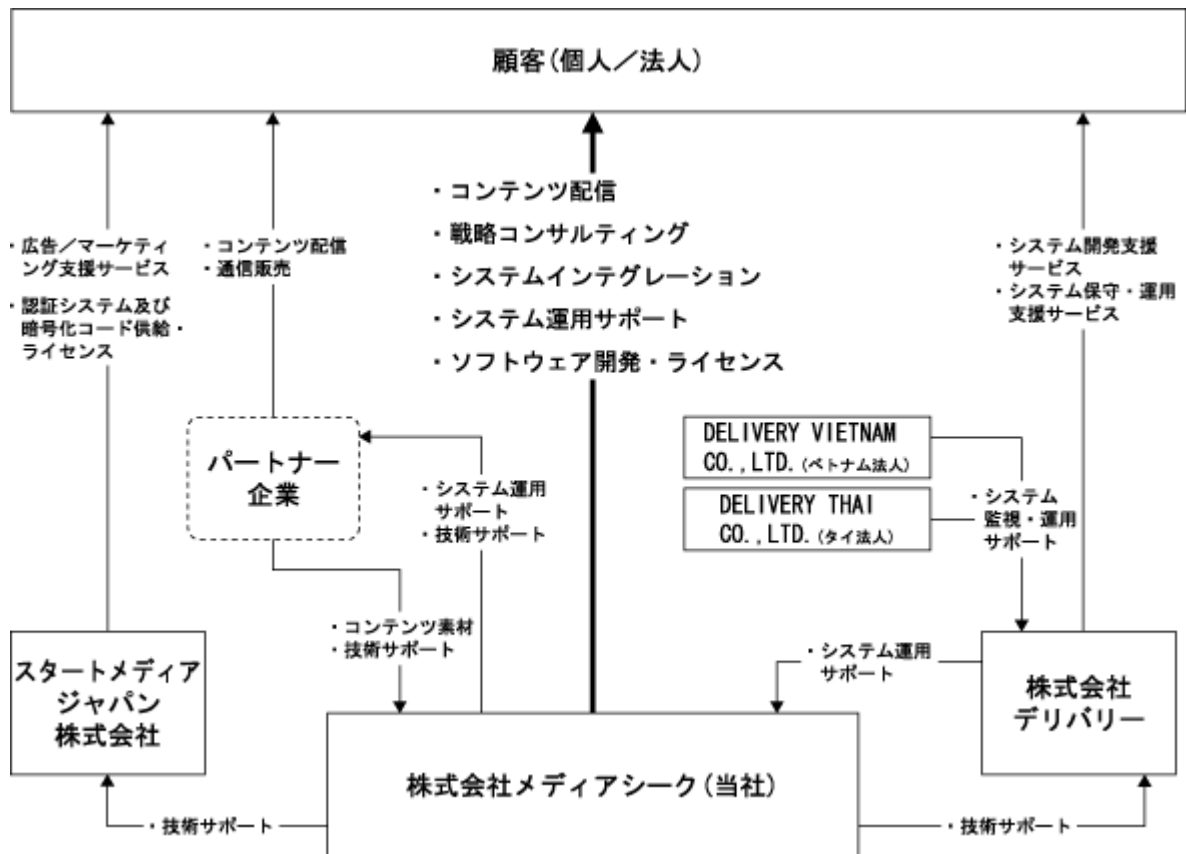 顧客(個人／法人)
・コンテンツ配信
・戦略コンサルティング
・システムインテグレーション
・システム運用サポート
・ソフトウェア開発・ライセンス
・広告／マーケティ
ング支援サービス
・認証システム及び
暗号化コード供給・
ライセンス
・コンテンツ配信
・通信販売
・システム開発支援
サービス
・システム保守・運用
支援サービス
パートナー
企業
・システム運用
サポート
・技術サポート
DELIVERY VIETNAM
CO.,LTD.(ベトナム法人)
DELIVERY THAI
CO.,LTD.(タイ法人)
・システム
監視・運用
サポート
・コンテンツ素材
・技術サポート
・システム運用
サポート
スタートメディア
ジャパン
株式会社
株式会社
デリバリー
株式会社メディアシーク(当社)
・技術サポート
・技術サポート